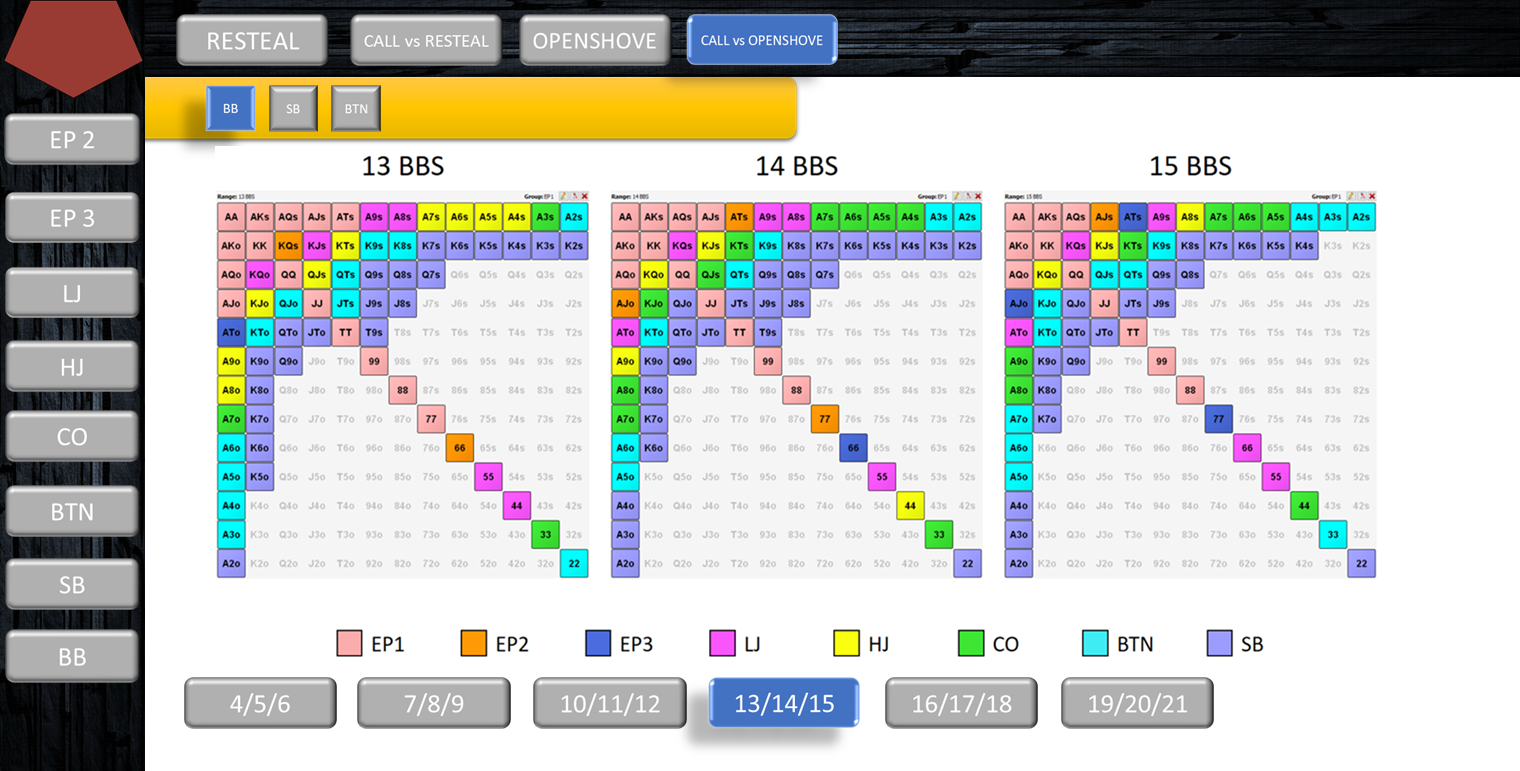 RESTEAL CALL vs RESTEAL OPENSHOVE CALL vs OPENSHOVE
BB SB BTN
EP 2
EP 3
LJ
HJ
CO
BTN
SB
BB
13 BBS 14 BBS 15 BBS
Range: 13 BBS Group: EP1 Range: 14 BBS Group: EP1 Range: 15 BBS Group: EP1
AA AKs AQs AJs ATs A9s A8s A7s A6s A5s A4s A3s A2s AA AKs AQs AJs ATs A9s A8s A7s A6s A5s A4s A3s A2s AA AKs AQs AJs ATs A9s A8s A7s A6s A5s A4s A3s A2s
AKo KK KQs KJs KTs K9s K8s K7s K6s K5s K4s K3s K2s AKo KK KQs KJs KTs K9s K8s K7s K6s K5s K4s K3s K2s AKo KK KQs KJs KTs K9s K8s K7s K6s K5s K4s K3s K2s
AQo KQo QQ QJs QTs Q9s Q8s Q7s Q6s Q5s Q4s Q3s Q2s AQo KQo QQ QJs QTs Q9s Q8s Q7s Q6s Q5s Q4s Q3s Q2s AQo KQo QQ QJs QTs Q9s Q8s Q7s Q6s Q5s Q4s Q3s Q2s
AJo KJo QJo JJ JTs J9s J8s J7s J6s J5s J4s J3s J2s AJo KJo QJo JJ JTs J9s J8s J7s J6s J5s J4s J3s J2s AJo KJo QJo JJ JTs J9s J8s J7s J6s J5s J4s J3s J2s
ATo KTo QTo JTo TT T9s T8s T7s T6s T5s T4s T3s T2s ATo KTo QTo JTo TT T9s T8s T7s T6s T5s T4s T3s T2s ATo KTo QTo JTo TT T9s T8s T7s T6s T5s T4s T3s T2s
A9o K9o Q9o J9o T9o 99 98s 97s 96s 95s 94s 93s 92s A9o K9o Q9o J9o T9o 99 98s 97s 96s 95s 94s 93s 92s A9o K9o Q9o J9o T9o 99 98s 97s 96s 95s 94s 93s 92s
A8o K8o Q8o J8o T8o 98o 88 87s 86s 85s 84s 83s 82s A8o K8o Q8o J8o T8o 98o 88 87s 86s 85s 84s 83s 82s A8o K8o Q8o J8o T8o 98o 88 87s 86s 85s 84s 83s 82s
A7o K7o Q7o J7o T7o 97o 87o 77 76s 75s 74s 73s 72s A7o K7o Q7o J7o T7o 97o 87o 77 76s 75s 74s 73s 72s A7o K7o Q7o J7o T7o 97o 87o 77 76s 75s 74s 73s 72s
A6o K6o Q6o J6o T6o 96o 86o 76o 66 65s 64s 63s 62s A6o K6o Q6o J6o T6o 96o 86o 76o 66 65s 64s 63s 62s A6o K6o Q6o J6o T6o 96o 86o 76o 66 65s 64s 63s 62s
A5o K5o Q5o J5o T5o 95o 85o 75o 65o 55 54s 53s 52s A5o K5o Q5o J5o T5o 95o 85o 75o 65o 55 54s 53s 52s A5o K5o Q5o J5o T5o 95o 85o 75o 65o 55 54s 53s 52s
A4o K4o Q4o J4o T4o 94o 84o 74o 64o 54o 44 43s 42s A4o K4o Q4o J4o T4o 94o 84o 74o 64o 54o 44 43s 42s A4o K4o Q4o J4o T4o 94o 84o 74o 64o 54o 44 43s 42s
A3o K3o Q3o J3o T3o 93o 83o 73o 63o 53o 43o 33 32s A3o K3o Q3o J3o T3o 93o 83o 73o 63o 53o 43o 33 32s A3o K3o Q3o J3o T3o 93o 83o 73o 63o 53o 43o 33 32s
A2o K2o Q2o J2o T2o 92o 82o 72o 62o 52o 42o 32o 22 A2o K2o Q2o J2o T2o 92o 82o 72o 62o 52o 42o 32o 22 A2o K2o Q2o J2o T2o 92o 82o 72o 62o 52o 42o 32o 22
EP1 EP2 EP3 LJ HJ CO BTN SB
4/5/6 7/8/9 10/11/12 13/14/15 16/17/18 19/20/21